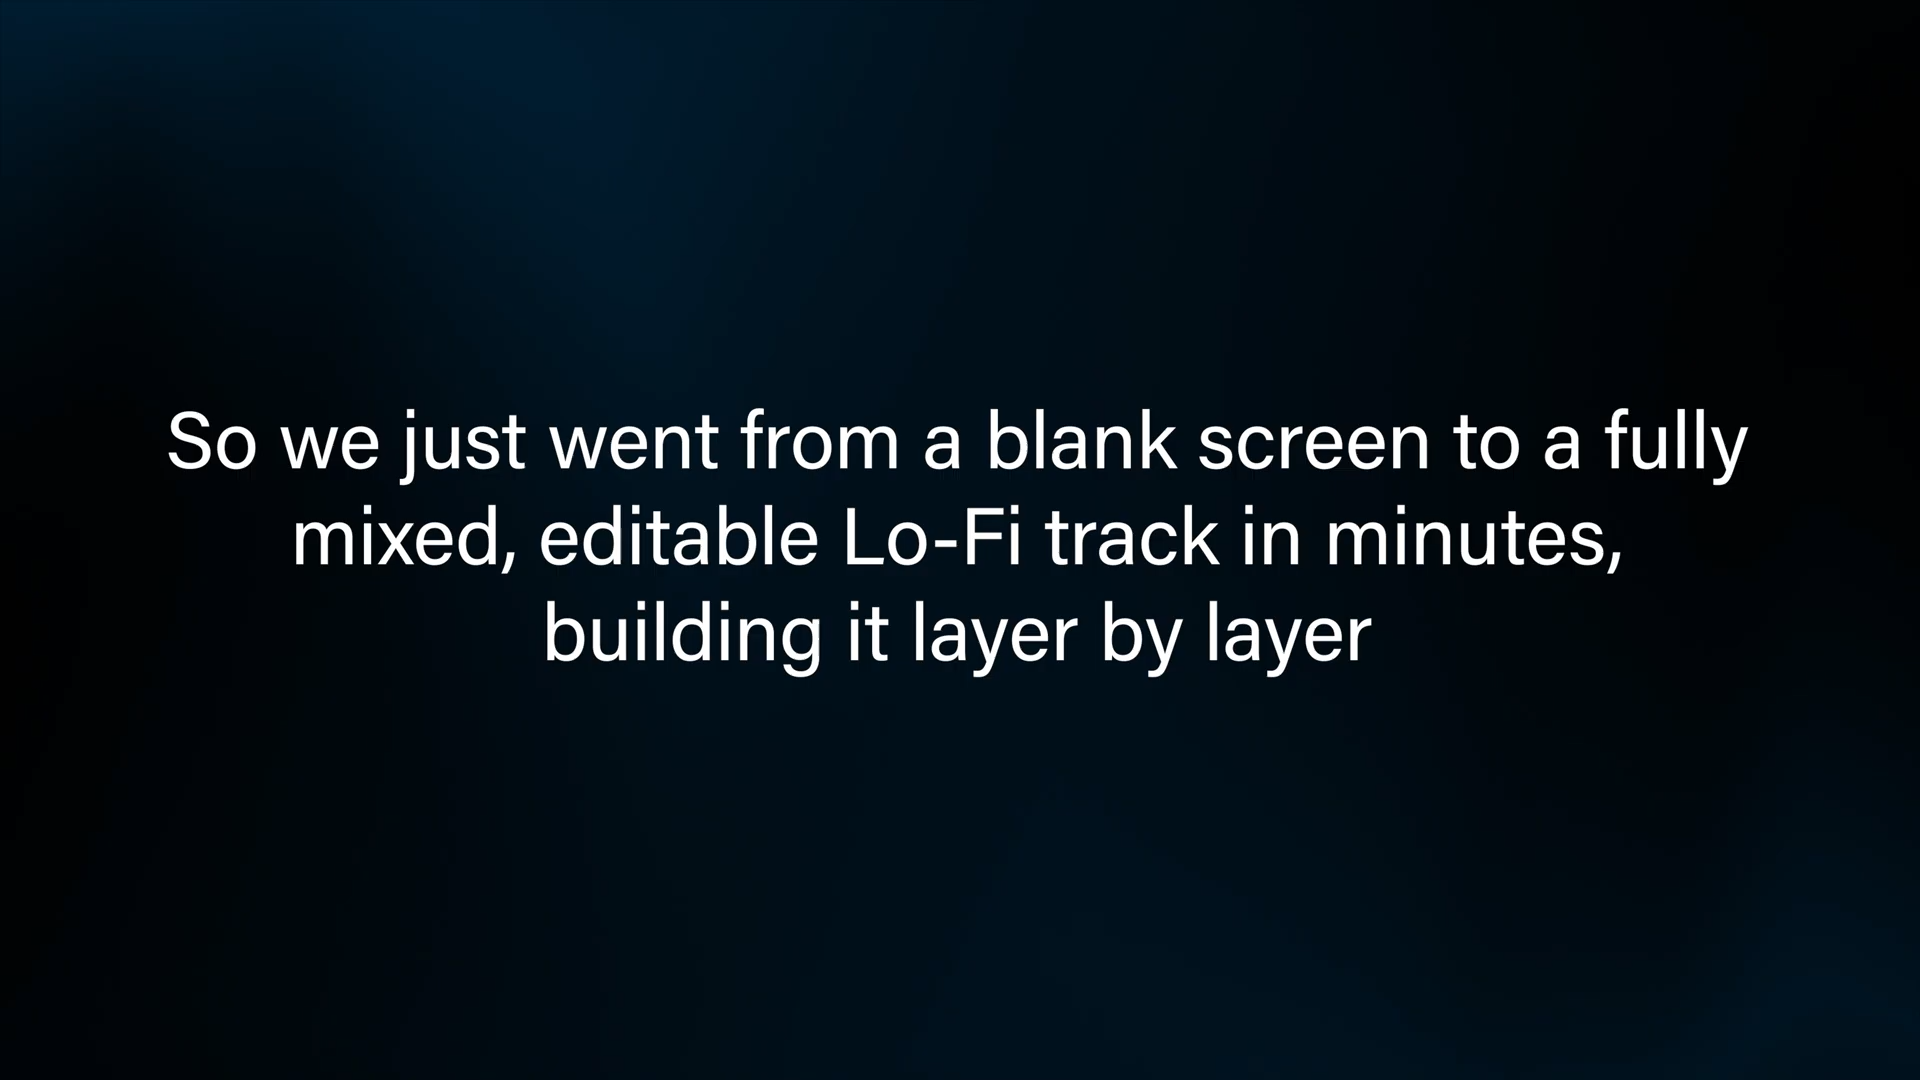 So we just went from a blank screen to a fully
mixed, editable Lo-Fi track in minutes,
building it layer by layer